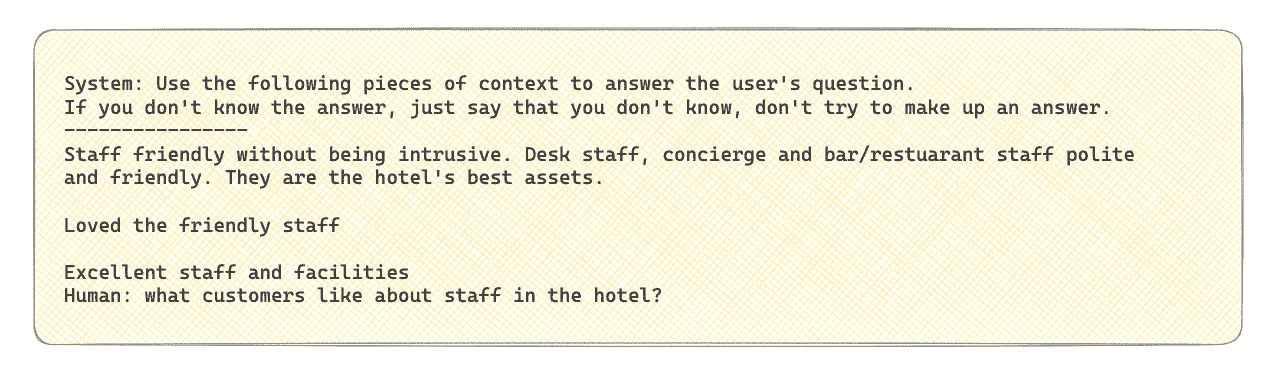 System: Use the following pieces of context to answer the user's question.
If you don't know the answer, just say that you don't know, don't try to make up an answer.
----------------
Staff friendly without being intrusive. Desk staff, concierge and bar/restuarant staff polite
and friendly. They are the hotel's best assets.
Loved the friendly staff
Excellent staff and facilities
Human: what customers like about staff in the hotel?